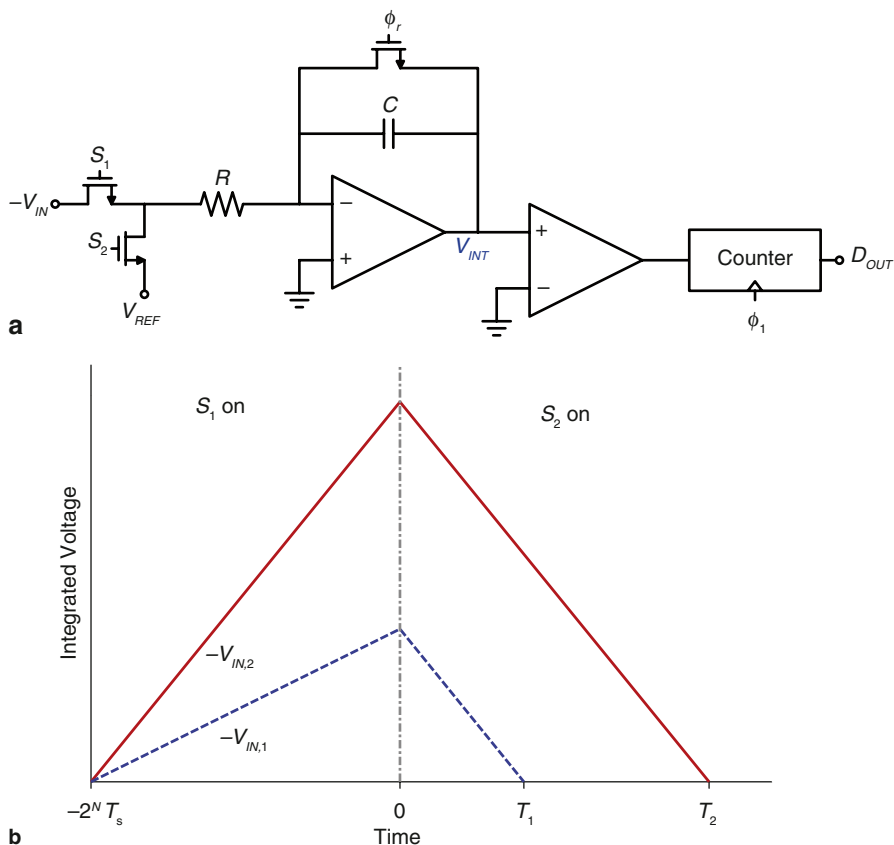 ϕr
C
S1
R
−VIN
−
+
S2
VINT
+
−
Counter
DOUT
VREF
ϕ1
a
S1 on
S2 on
Integrated Voltage
−VIN,2
−VIN,1
−2^N Ts
0
T1
T2
Time
b